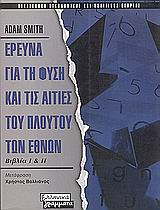 ADAM SMITH
ΕΡΕΥΝΑ
ΓΙΑ ΤΗ ΦΥΣΗ
ΚΑΙ ΤΙΣ ΑΙΤΙΕΣ
ΤΟΥ ΠΛΟΥΤΟΥ
ΤΩΝ ΕΘΝΩΝ
Βιβλία I & II
Μετάφραση
Χρήστος Βαλλιάνος
ελληνικά
γράμματα